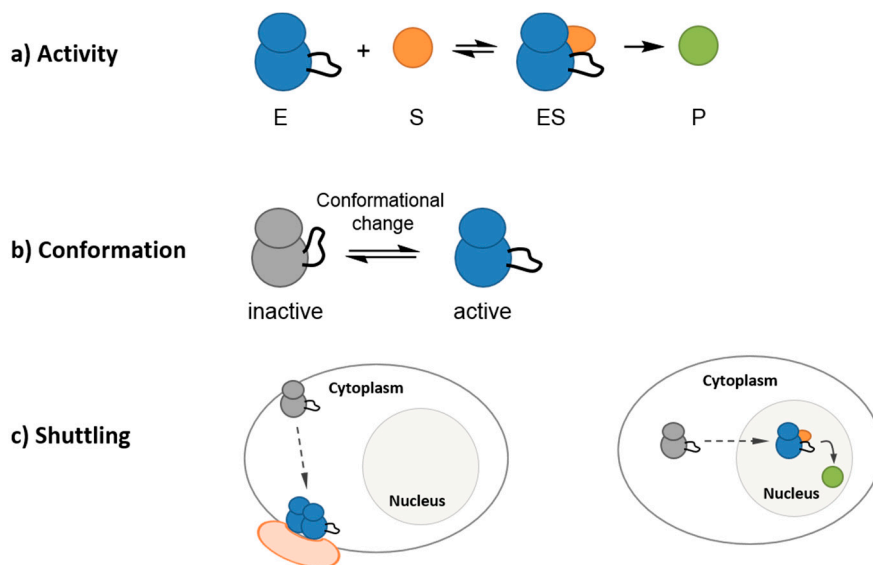 a) Activity
+
E
S
ES
P
b) Conformation
Conformational
change
inactive
active
c) Shuttling
Cytoplasm
Nucleus
Cytoplasm
Nucleus